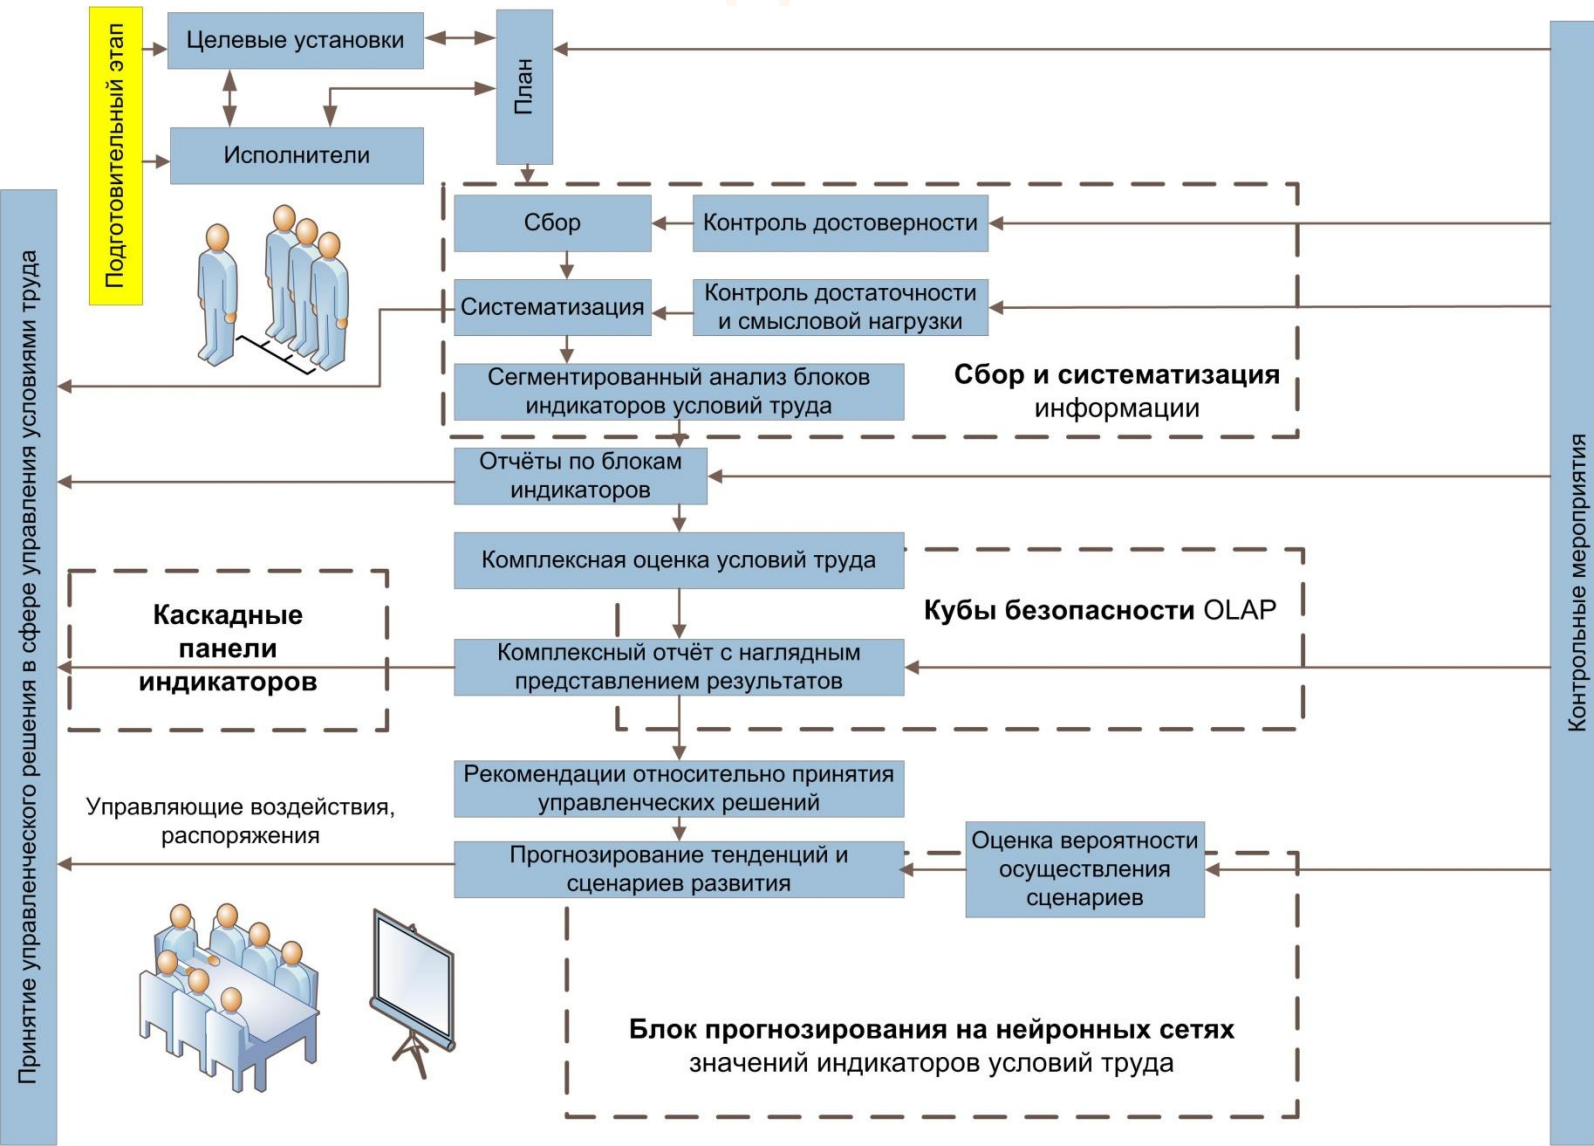 Подготовительный этап
Целевые установки
План
Исполнители
Принятие управленческого решения в сфере управления условиями труда
Контрольные мероприятия
Сбор
Контроль достоверности
Систематизация
Контроль достаточности
и смысловой нагрузки
Сегментированный анализ блоков
индикаторов условий труда
Сбор и систематизация
информации
Отчёты по блокам
индикаторов
Комплексная оценка условий труда
Кубы безопасности OLAP
Каскадные
панели
индикаторов
Комплексный отчёт с наглядным
представлением результатов
Рекомендации относительно принятия
управленческих решений
Управляющие воздействия,
распоряжения
Прогнозирование тенденций и
сценариев развития
Оценка вероятности
осуществления
сценариев
Блок прогнозирования на нейронных сетях
значений индикаторов условий труда